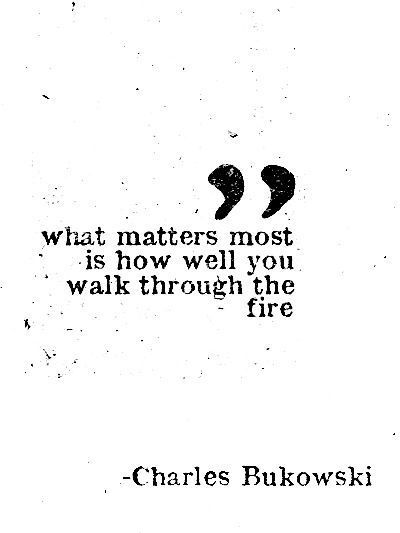 ”
what matters most
is how well you
walk through the
fire
-Charles Bukowski